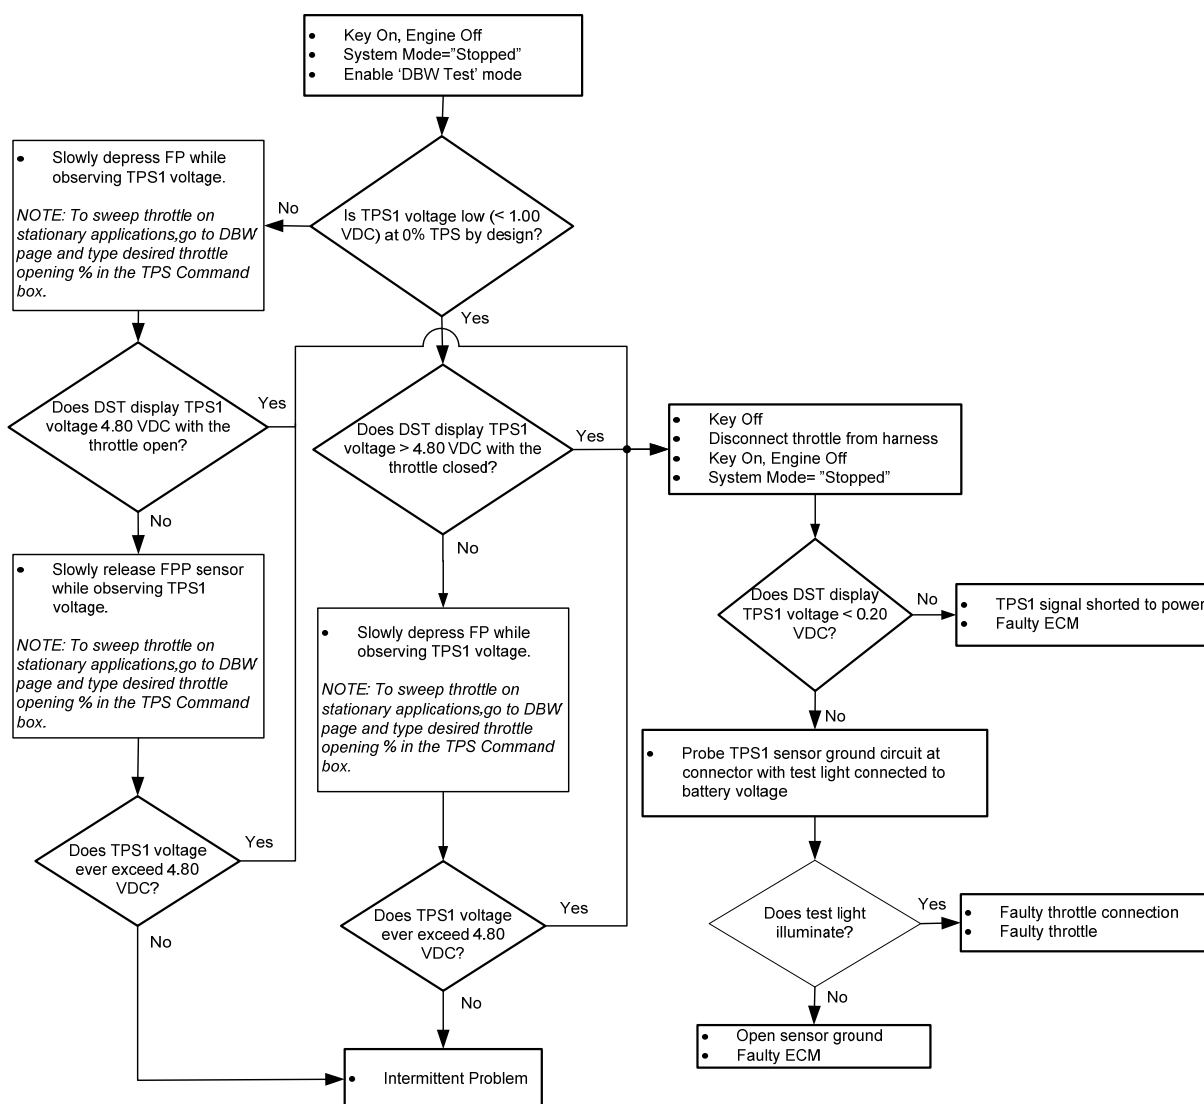 • Key On, Engine Off
• System Mode=”Stopped”
• Enable ‘DBW Test’ mode
Is TPS1 voltage low (< 1.00
VDC) at 0% TPS by design?
No
Yes
• Slowly depress FP while
observing TPS1 voltage.
NOTE: To sweep throttle on
stationary applications,go to DBW
page and type desired throttle
opening % in the TPS Command
box.
Does DST display TPS1
voltage 4.80 VDC with the
throttle open?
Yes
No
• Slowly release FPP sensor
while observing TPS1
voltage.
NOTE: To sweep throttle on
stationary applications,go to DBW
page and type desired throttle
opening % in the TPS Command
box.
Does TPS1 voltage
ever exceed 4.80
VDC?
Yes
No
Does DST display TPS1
voltage > 4.80 VDC with the
throttle closed?
Yes
No
• Slowly depress FP while
observing TPS1 voltage.
NOTE: To sweep throttle on
stationary applications,go to DBW
page and type desired throttle
opening % in the TPS Command
box.
Does TPS1 voltage
ever exceed 4.80
VDC?
Yes
No
• Intermittent Problem
• Key Off
• Disconnect throttle from harness
• Key On, Engine Off
• System Mode= ”Stopped”
Does DST display
TPS1 voltage < 0.20
VDC?
No
• TPS1 signal shorted to power
• Faulty ECM
No
• Probe TPS1 sensor ground circuit at
connector with test light connected to
battery voltage
Does test light
illuminate?
Yes
• Faulty throttle connection
• Faulty throttle
No
• Open sensor ground
• Faulty ECM